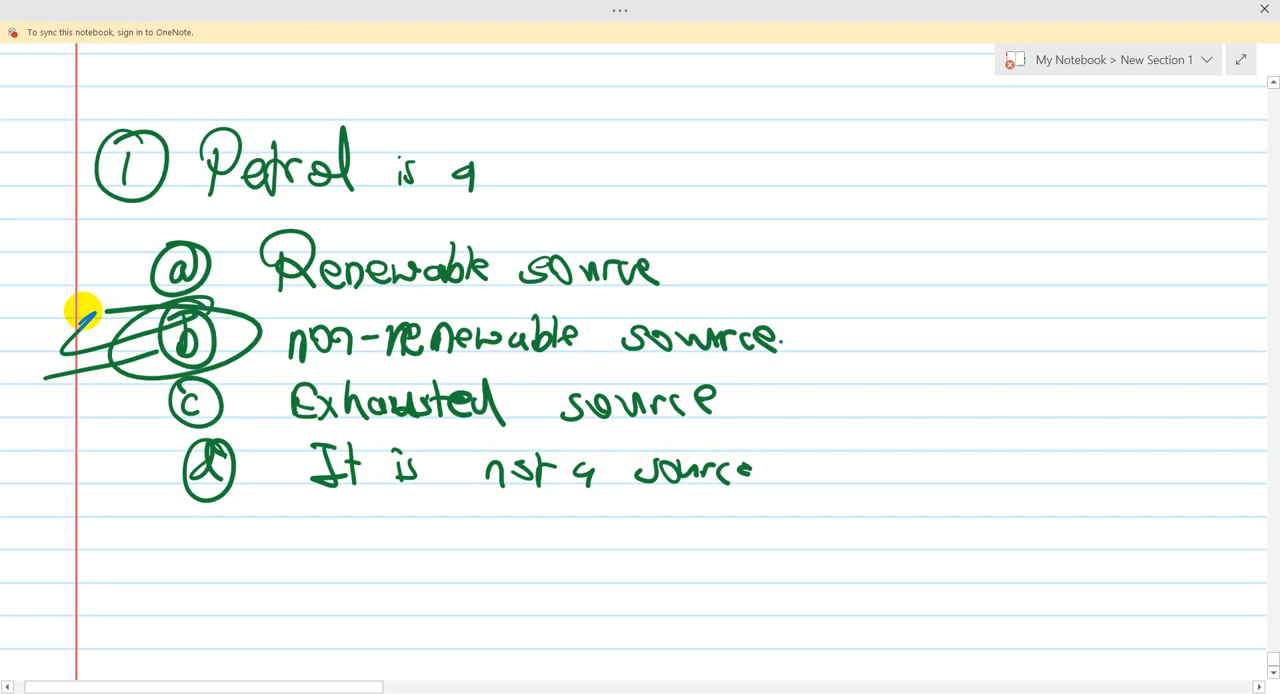 To sync this notebook, sign in to OneNote.
My Notebook > New Section 1
① Petrol is a
ⓐ Renewable source
ⓑ non-renewable source.
ⓒ Exhausted source
ⓓ It is not a source